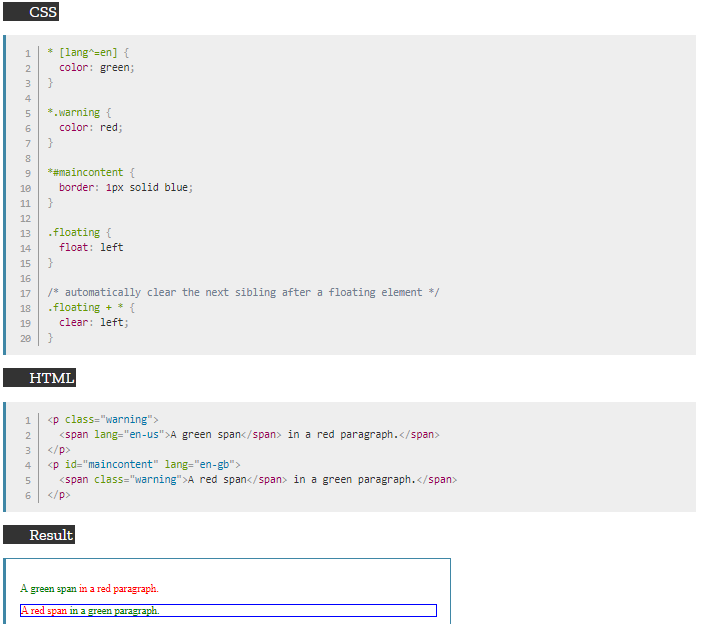 CSS
1 * [lang^=en] {
2   color: green;
3 }
4
5 *.warning {
6   color: red;
7 }
8
9 *#maincontent {
10   border: 1px solid blue;
11 }
12
13 .floating {
14   float: left
15 }
16
17 /* automatically clear the next sibling after a floating element */
18 .floating + * {
19   clear: left;
20 }
HTML
1 <p class="warning">
2   <span lang="en-us">A green span</span> in a red paragraph.</span>
3 </p>
4 <p id="maincontent" lang="en-gb">
5   <span class="warning">A red span</span> in a green paragraph.</span>
6 </p>
Result
A green span in a red paragraph.
A red span in a green paragraph.